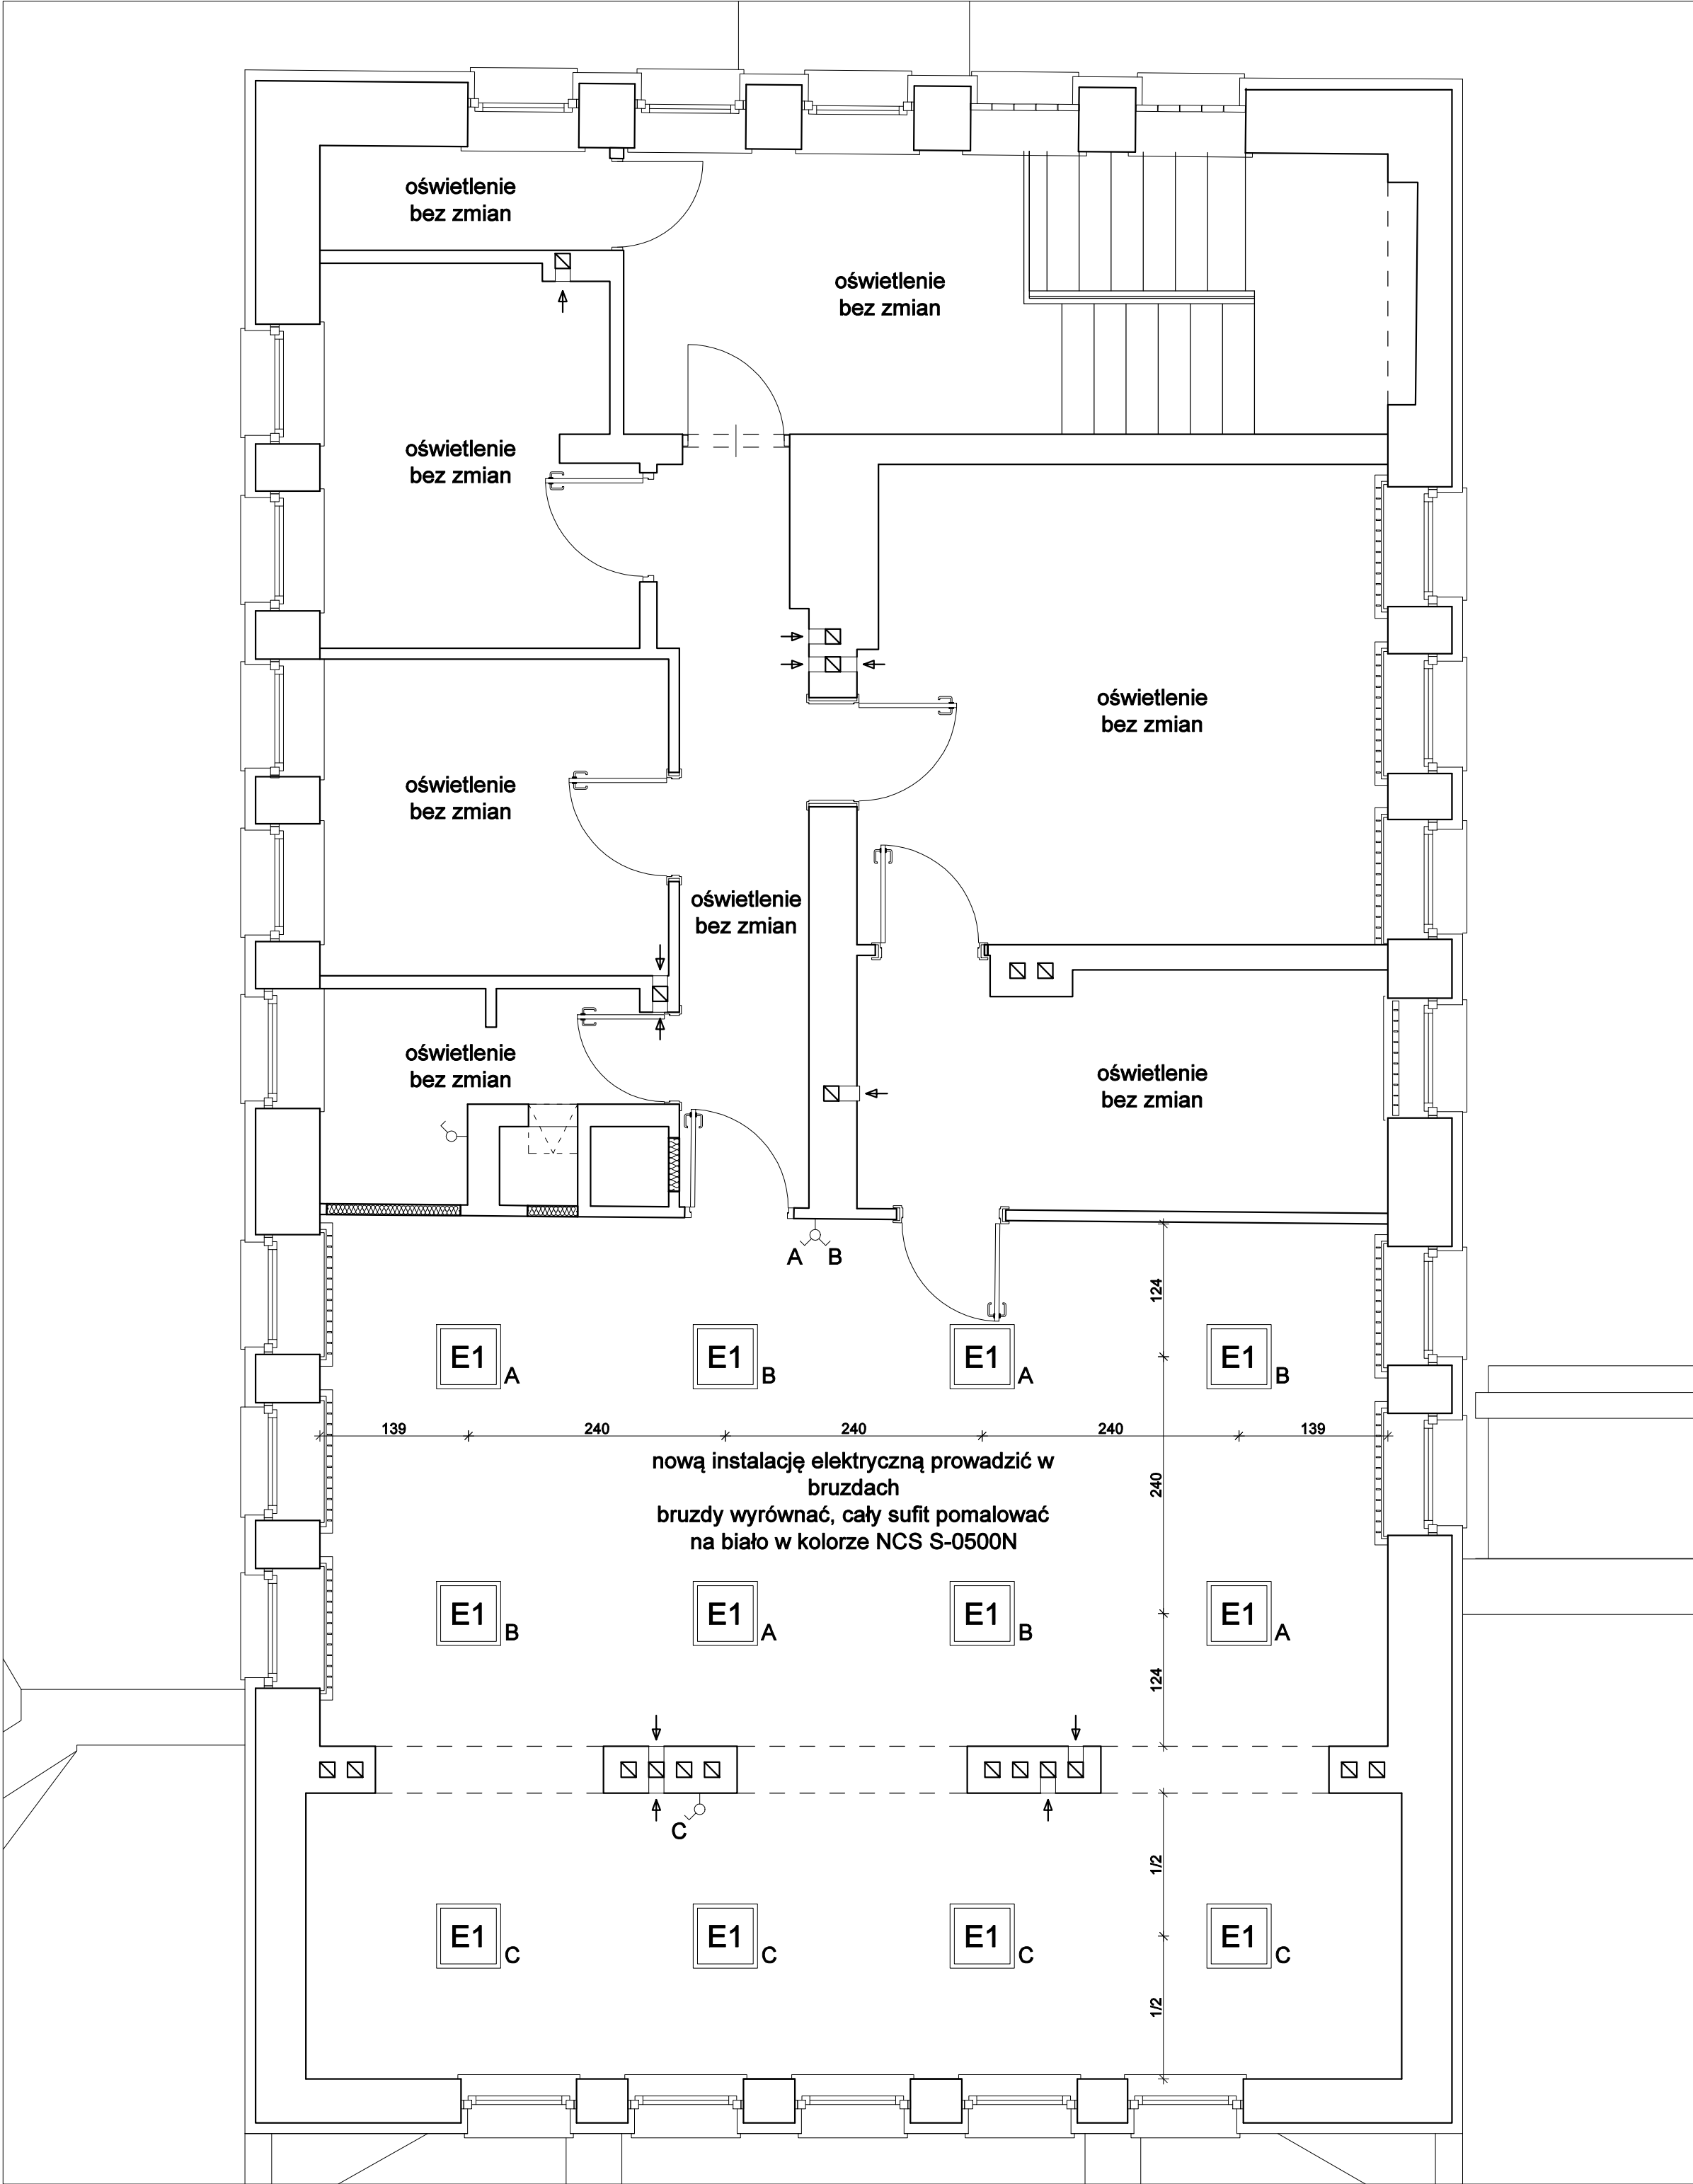 oświetlenie
bez zmian
oświetlenie
bez zmian
oświetlenie
bez zmian
oświetlenie
bez zmian
oświetlenie
bez zmian
oświetlenie
bez zmian
oświetlenie
bez zmian
oświetlenie
bez zmian
A B
124
E1 A
E1 B
E1 A
E1 B
139
240
240
240
139
nową instalację elektryczną prowadzić w
bruzdach
bruzdy wyrównać, cały sufit pomalować
na biało w kolorze NCS S-0500N
240
E1 B
E1 A
E1 B
E1 A
124
C
1/2
E1 C
E1 C
E1 C
E1 C
1/2